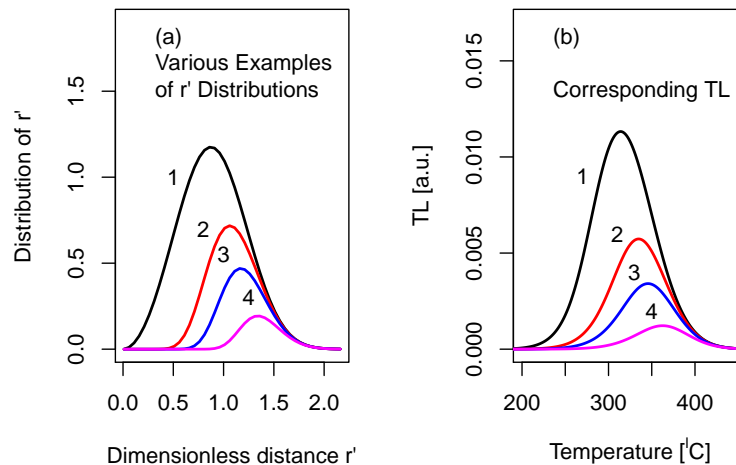 (a)
Various Examples
of r' Distributions
1
2
3
4
Distribution of r'
0.0
0.5
1.0
1.5
0.0 0.5 1.0 1.5 2.0
Dimensionless distance r'
(b)
Corresponding TL
1
2
3
4
TL [a.u.]
0.000
0.005
0.010
0.015
200 300 400
Temperature [ˡC]